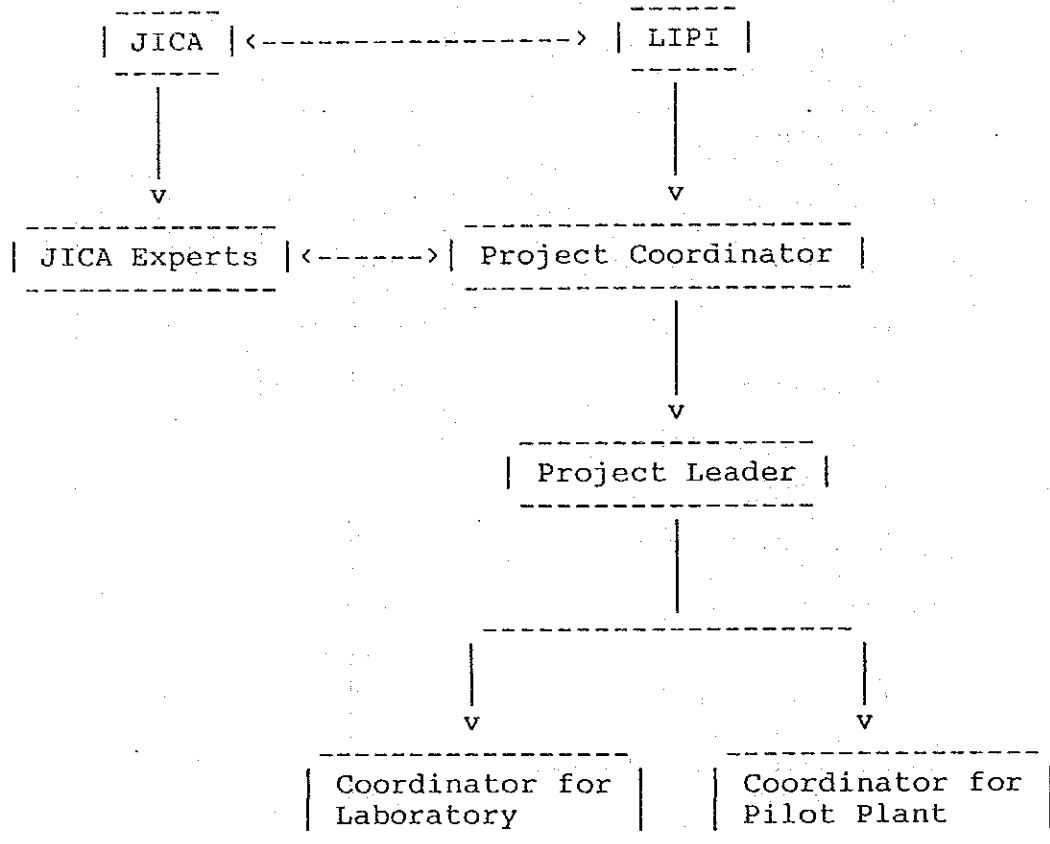 JICA LIPI
JICA Experts Project Coordinator
Project Leader
Coordinator for Coordinator for
Laboratory Pilot Plant